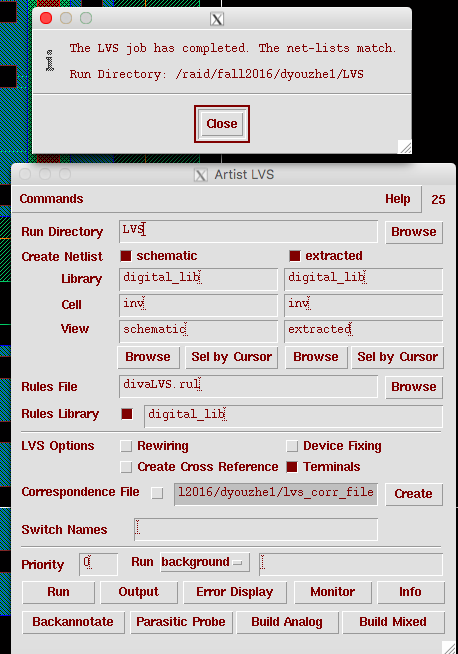 The LVS job has completed. The net-lists match.
Run Directory: /raid/fall2016/dyouzhe1/LVS
Close
Artist LVS
Commands Help 25
Run Directory LVS Browse
Create Netlist schematic extracted
Library digital_lib digital_lib
Cell inv inv
View schematic extracted
Browse Sel by Cursor Browse Sel by Cursor
Rules File divaLVS.rul Browse
Rules Library digital_lib
LVS Options Rewiring Device Fixing
Create Cross Reference Terminals
Correspondence File l2016/dyouzhe1/lvs_corr_file Create
Switch Names
Priority 0 Run background
Run Output Error Display Monitor Info
Backannotate Parasitic Probe Build Analog Build Mixed